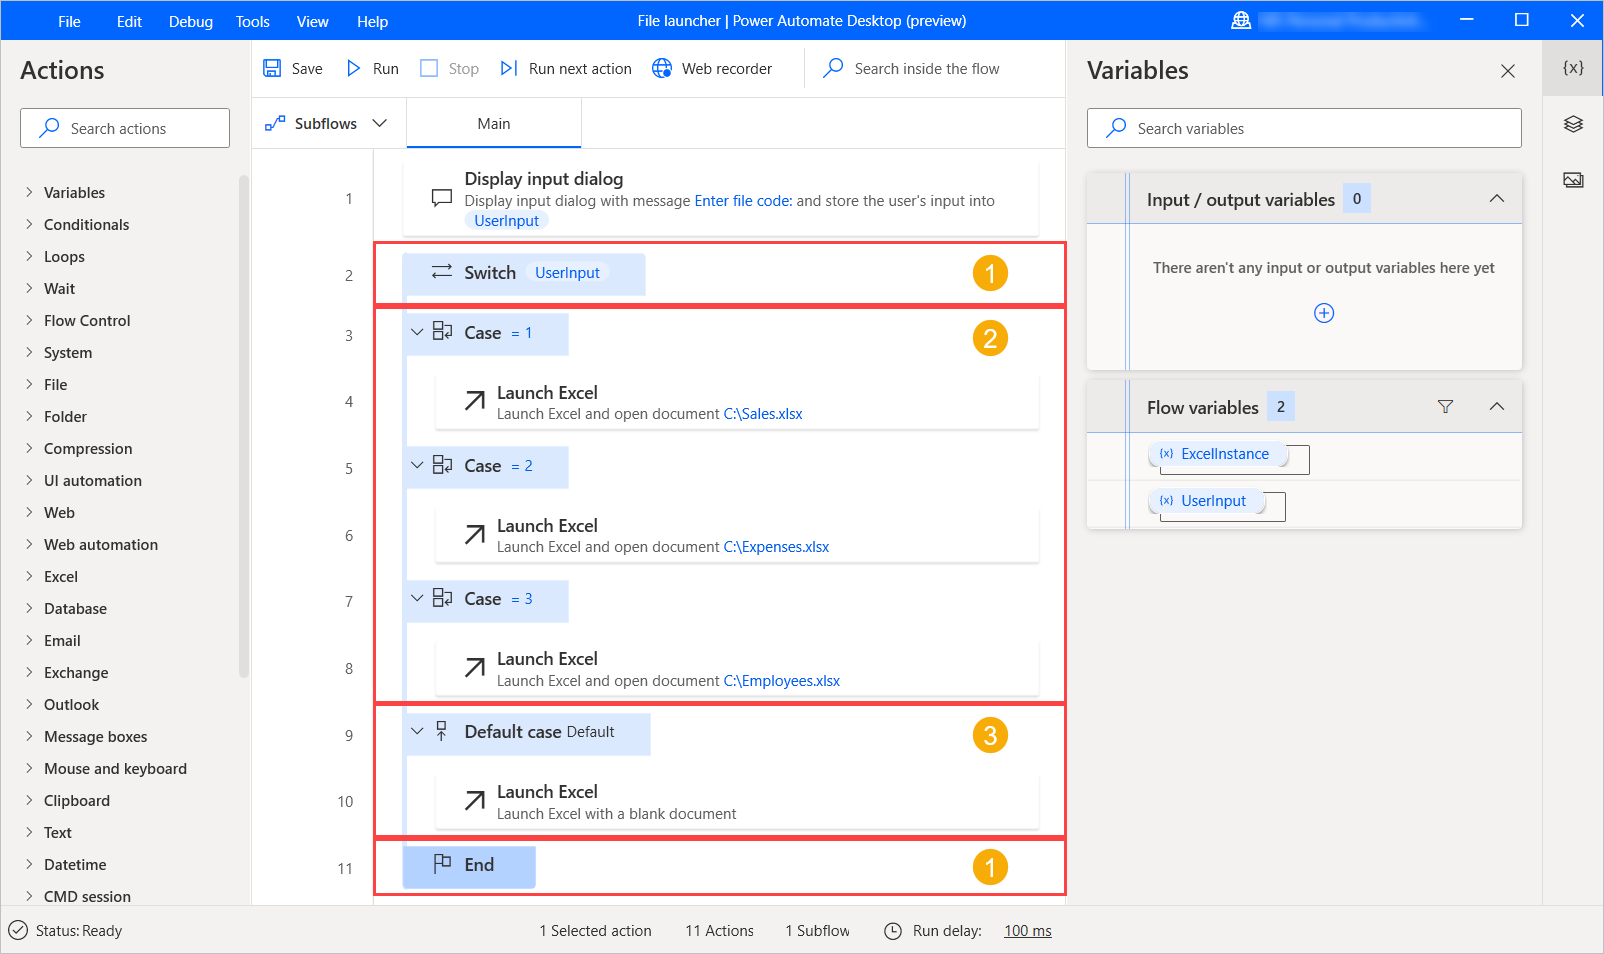 File Edit Debug Tools View Help File launcher | Power Automate Desktop (preview)
Actions
Search actions
Variables
Conditionals
Loops
Wait
Flow Control
System
File
Folder
Compression
UI automation
Web
Web automation
Excel
Database
Email
Exchange
Outlook
Message boxes
Mouse and keyboard
Clipboard
Text
Datetime
CMD session
Save Run Stop Run next action Web recorder Search inside the flow
Subflows Main
1 Display input dialog
Display input dialog with message Enter file code: and store the user's input into
UserInput
2 Switch UserInput 1
3 Case = 1 2
4 Launch Excel
Launch Excel and open document C:\Sales.xlsx
5 Case = 2
6 Launch Excel
Launch Excel and open document C:\Expenses.xlsx
7 Case = 3
8 Launch Excel
Launch Excel and open document C:\Employees.xlsx
9 Default case Default 3
10 Launch Excel
Launch Excel with a blank document
11 End 1
Variables
{x}
Search variables
Input / output variables 0
There aren't any input or output variables here yet
Flow variables 2
{x} ExcelInstance
{x} UserInput
Status: Ready 1 Selected action 11 Actions 1 Subflow Run delay: 100 ms